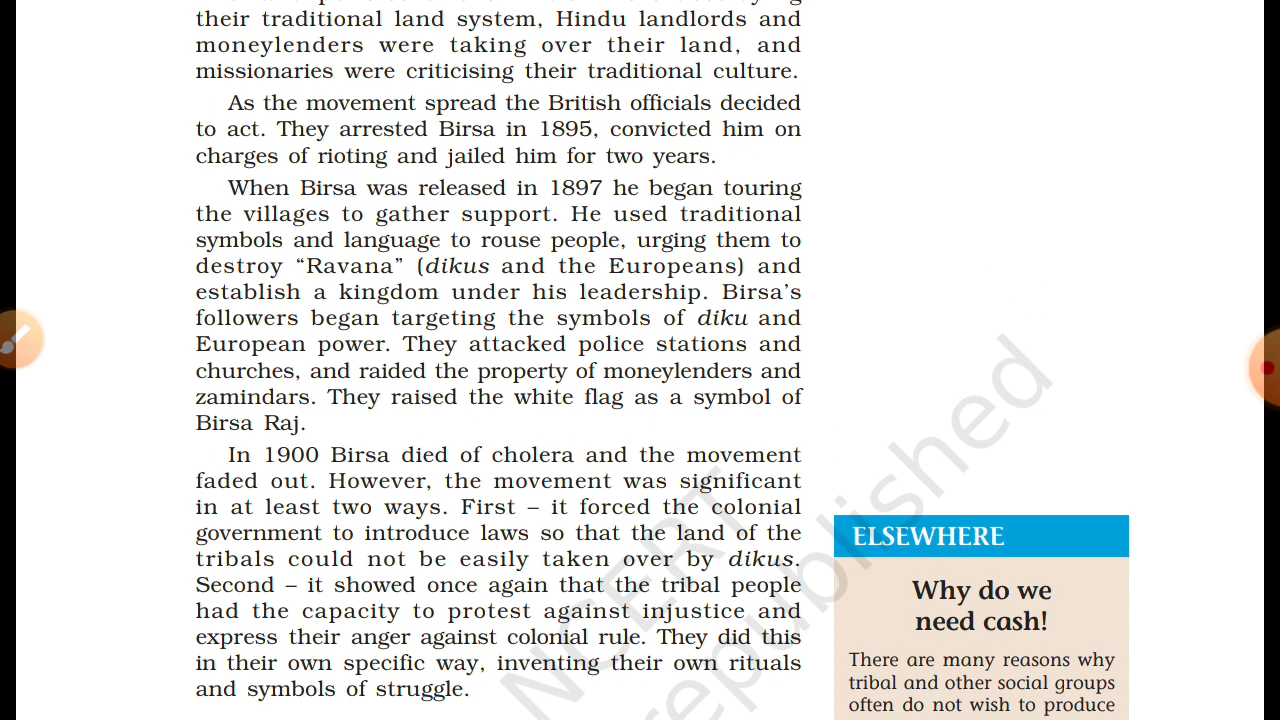 their traditional land system, Hindu landlords and
moneylenders were taking over their land, and
missionaries were criticising their traditional culture.
As the movement spread the British officials decided
to act. They arrested Birsa in 1895, convicted him on
charges of rioting and jailed him for two years.
When Birsa was released in 1897 he began touring
the villages to gather support. He used traditional
symbols and language to rouse people, urging them to
destroy “Ravana” (dikus and the Europeans) and
establish a kingdom under his leadership. Birsa’s
followers began targeting the symbols of diku and
European power. They attacked police stations and
churches, and raided the property of moneylenders and
zamindars. They raised the white flag as a symbol of
Birsa Raj.
In 1900 Birsa died of cholera and the movement
faded out. However, the movement was significant
in at least two ways. First – it forced the colonial
government to introduce laws so that the land of the
tribals could not be easily taken over by dikus.
Second – it showed once again that the tribal people
had the capacity to protest against injustice and
express their anger against colonial rule. They did this
in their own specific way, inventing their own rituals
and symbols of struggle.
ELSEWHERE
Why do we
need cash!
There are many reasons why
tribal and other social groups
often do not wish to produce
NCERT
republished